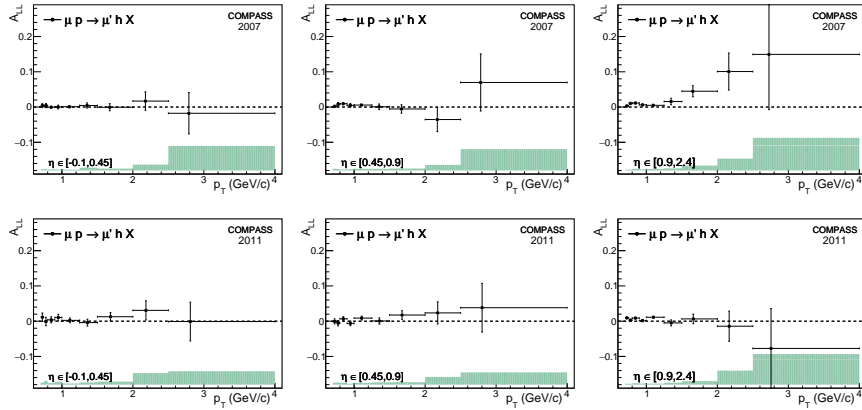 A_LL
μ p → μ' h X
COMPASS
2007
0.2
0.1
0
−0.1
η ∈ [-0.1,0.45]
1 2 3 4
p_T (GeV/c)
A_LL
μ p → μ' h X
COMPASS
2007
0.2
0.1
0
−0.1
η ∈ [0.45,0.9]
1 2 3 4
p_T (GeV/c)
A_LL
μ p → μ' h X
COMPASS
2007
0.2
0.1
0
−0.1
η ∈ [0.9,2.4]
1 2 3 4
p_T (GeV/c)
A_LL
μ p → μ' h X
COMPASS
2011
0.2
0.1
0
−0.1
η ∈ [-0.1,0.45]
1 2 3 4
p_T (GeV/c)
A_LL
μ p → μ' h X
COMPASS
2011
0.2
0.1
0
−0.1
η ∈ [0.45,0.9]
1 2 3 4
p_T (GeV/c)
A_LL
μ p → μ' h X
COMPASS
2011
0.2
0.1
0
−0.1
η ∈ [0.9,2.4]
1 2 3 4
p_T (GeV/c)